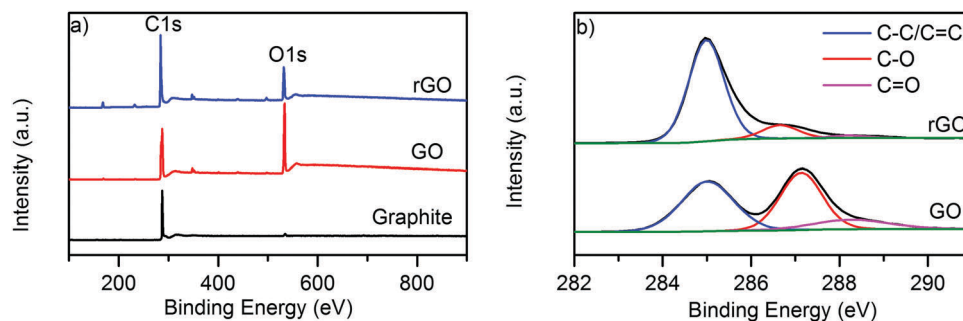 a)
C1s
O1s
rGO
GO
Graphite
Intensity (a.u.)
200
400
600
800
Binding Energy (eV)
b)
C-C/C=C
C-O
C=O
rGO
GO
Intensity (a.u.)
282
284
286
288
290
Binding Energy (eV)